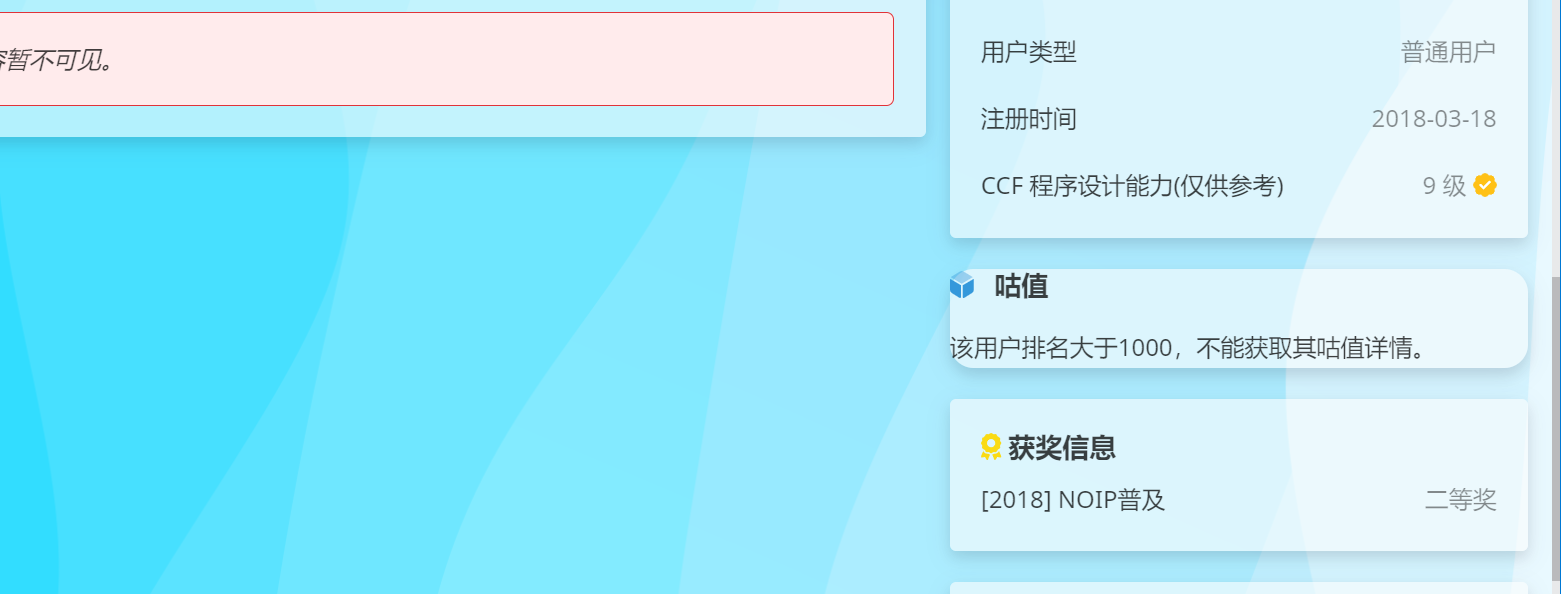 暂不可见。
用户类型
普通用户
注册时间
2018-03-18
CCF 程序设计能力(仅供参考)
9 级
咕值
该用户排名大于1000，不能获取其咕值详情。
获奖信息
[2018] NOIP普及
二等奖